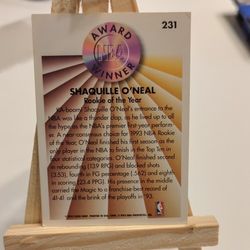 231
AWARD
NBA
WINNER
SHAQUILLE O'NEAL
Rookie of the Year
Ka-boom! Shaquille O'Neal's entrance to the
NBA was like a thunder clap, as he lived up to all
the hype as the NBA's premier first year perform-
er. A near consensus choice for 1993 NBA Rookie
of the Year, O'Neal finished his first season as the
only player in the NBA to finish in the Top Ten in
four statistical categories. O'Neal finished second
in rebounding (13.9 RPG) and blocked shots
(3.53), fourth in FG percentage (.562) and eighth
in scoring (23.4 PPG). His presence in the middle
carried the Magic to a franchise-best record of
41-41 and the brink of the playoffs in '93.